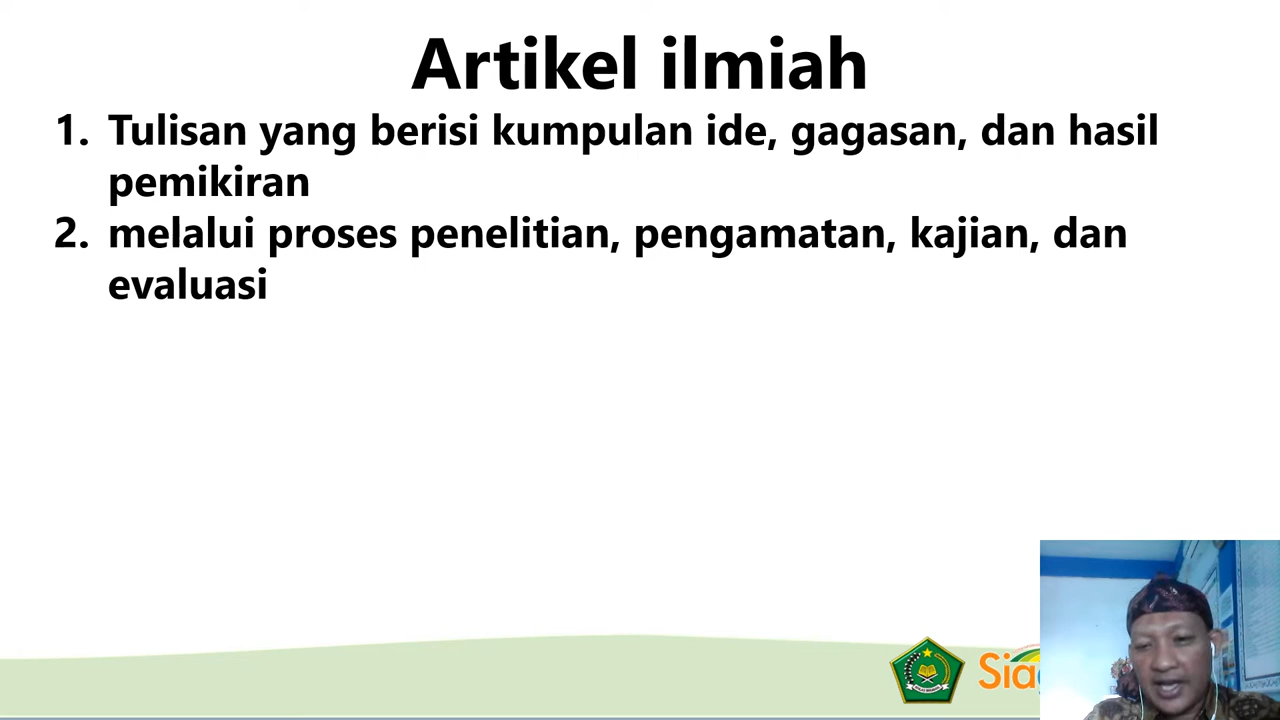 Artikel ilmiah
1. Tulisan yang berisi kumpulan ide, gagasan, dan hasil
pemikiran
2. melalui proses penelitian, pengamatan, kajian, dan
evaluasi